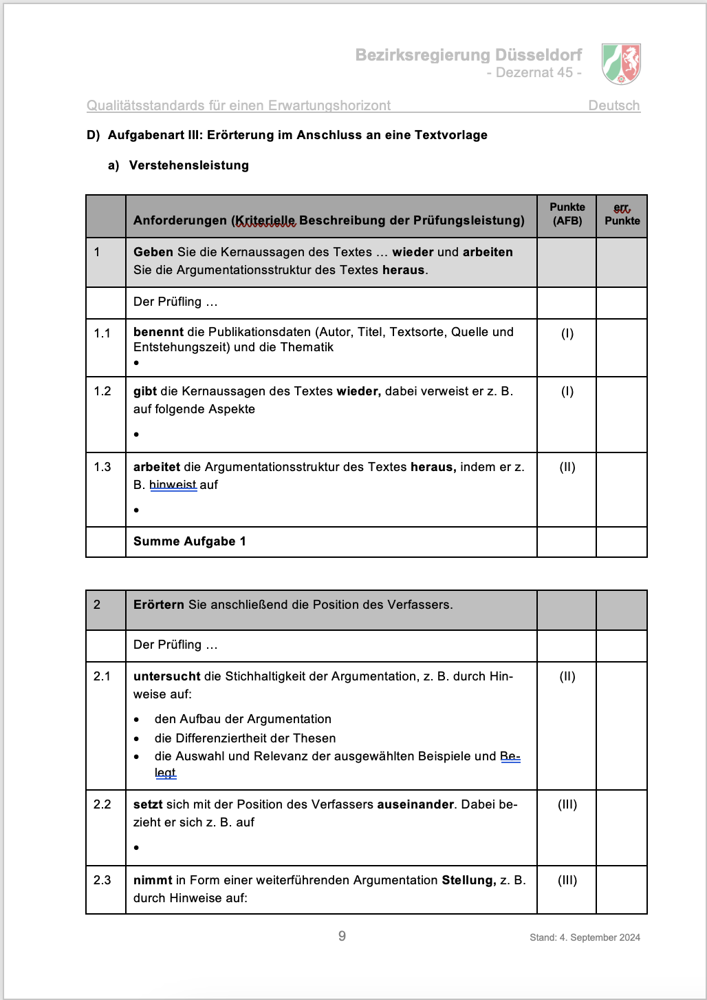 Bezirksregierung Düsseldorf
- Dezernat 45 -
Qualitätsstandards für einen Erwartungshorizont Deutsch
D) Aufgabenart III: Erörterung im Anschluss an eine Textvorlage
a) Verstehensleistung
Anforderungen (Kriterielle Beschreibung der Prüfungsleistung)
Punkte
(AFB)
err.
Punkte
1 Geben Sie die Kernaussagen des Textes … wieder und arbeiten
Sie die Argumentationsstruktur des Textes heraus.
Der Prüfling …
1.1 benennt die Publikationsdaten (Autor, Titel, Textsorte, Quelle und (I)
Entstehungszeit) und die Thematik
•
1.2 gibt die Kernaussagen des Textes wieder, dabei verweist er z. B. (I)
auf folgende Aspekte
•
1.3 arbeitet die Argumentationsstruktur des Textes heraus, indem er z. (II)
B. hinweist auf
•
Summe Aufgabe 1
2 Erörtern Sie anschließend die Position des Verfassers.
Der Prüfling …
2.1 untersucht die Stichhaltigkeit der Argumentation, z. B. durch Hin- (II)
weise auf:
• den Aufbau der Argumentation
• die Differenziertheit der Thesen
• die Auswahl und Relevanz der ausgewählten Beispiele und Be-
legt
2.2 setzt sich mit der Position des Verfassers auseinander. Dabei be- (III)
zieht er sich z. B. auf
•
2.3 nimmt in Form einer weiterführenden Argumentation Stellung, z. B. (III)
durch Hinweise auf:
9
Stand: 4. September 2024